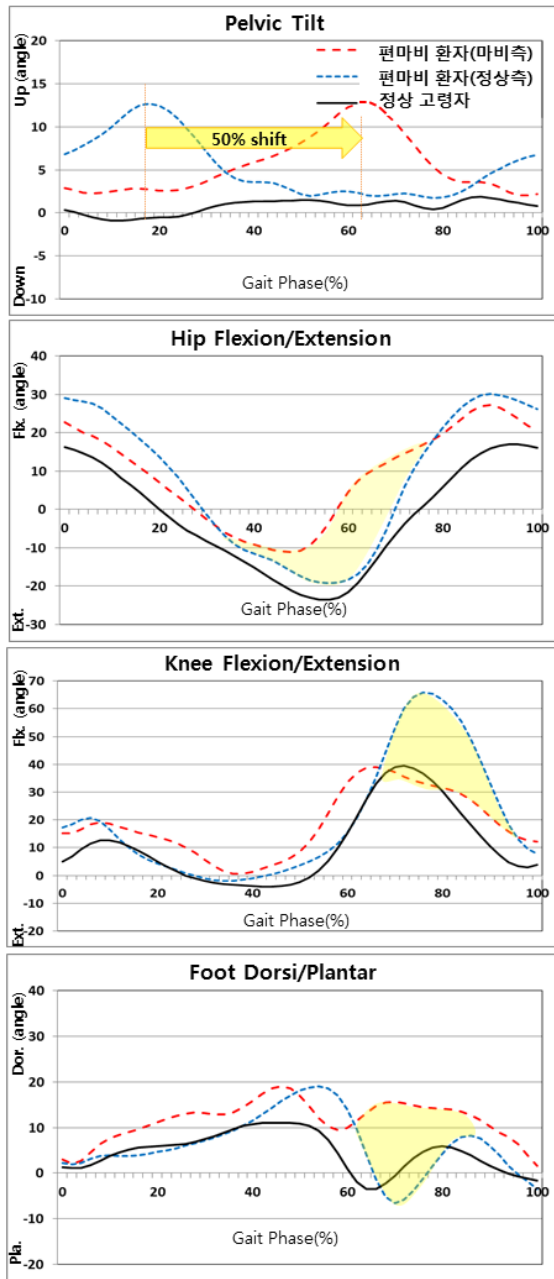 Pelvic Tilt
Up (angle)
Down
20
15
10
5
0
-5
-10
편마비 환자(마비측)
편마비 환자(정상측)
정상 고령자
50% shift
0 20 40 60 80 100
Gait Phase(%)
Hip Flexion/Extension
Flx. (angle)
Ext.
40
30
20
10
0
-10
-20
-30
0 20 40 60 80 100
Gait Phase(%)
Knee Flexion/Extension
Flx. (angle)
Ext.
70
60
50
40
30
20
10
0
-10
-20
0 20 40 60 80 100
Gait Phase(%)
Foot Dorsi/Plantar
Dor. (angle)
Pla.
40
30
20
10
0
-10
-20
0 20 40 60 80 100
Gait Phase(%)